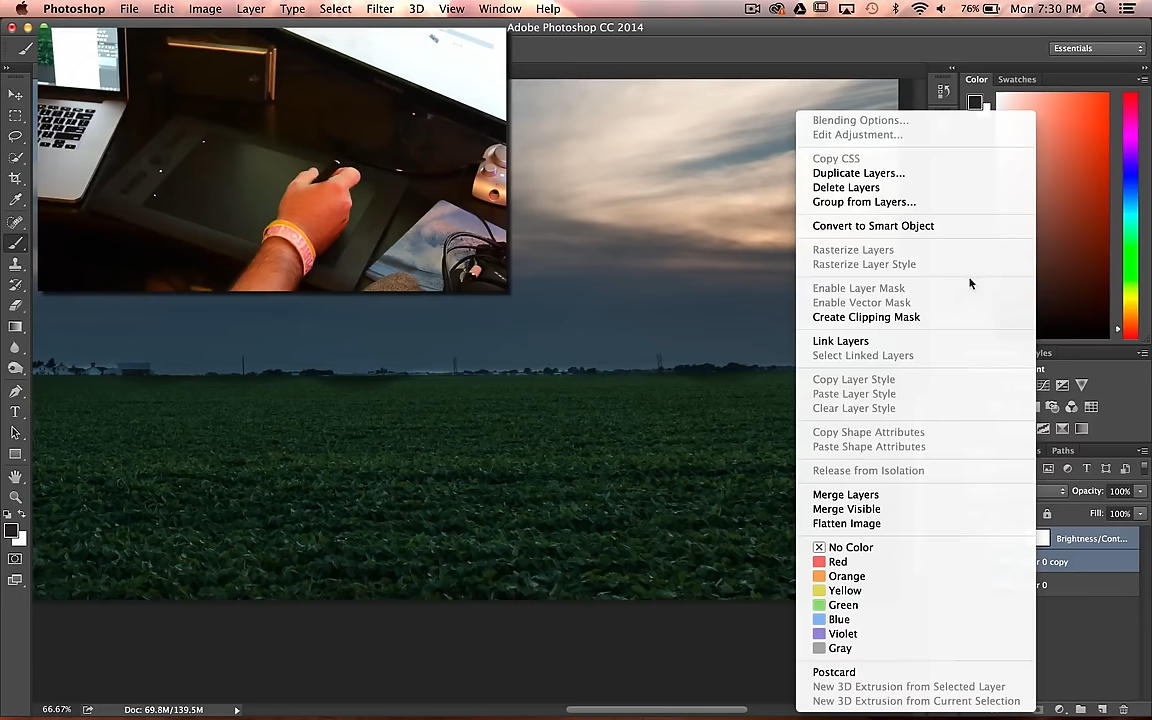 Photoshop File Edit Image Layer Type Select Filter 3D View Window Help 76% Mon 7:30 PM
Adobe Photoshop CC 2014
Essentials
Color Swatches
Blending Options...
Edit Adjustment...
Copy CSS
Duplicate Layers...
Delete Layers
Group from Layers...
Convert to Smart Object
Rasterize Layers
Rasterize Layer Style
Enable Layer Mask
Enable Vector Mask
Create Clipping Mask
Link Layers
Select Linked Layers
Copy Layer Style
Paste Layer Style
Clear Layer Style
Copy Shape Attributes
Paste Shape Attributes
Release from Isolation
Merge Layers
Merge Visible
Flatten Image
No Color
Red
Orange
Yellow
Green
Blue
Violet
Gray
Postcard
New 3D Extrusion from Selected Layer
New 3D Extrusion from Current Selection
yles
nt
s Paths
Opacity: 100%
Fill: 100%
Brightness/Cont...
r 0 copy
r 0
66.67% Doc: 69.8M/139.5M